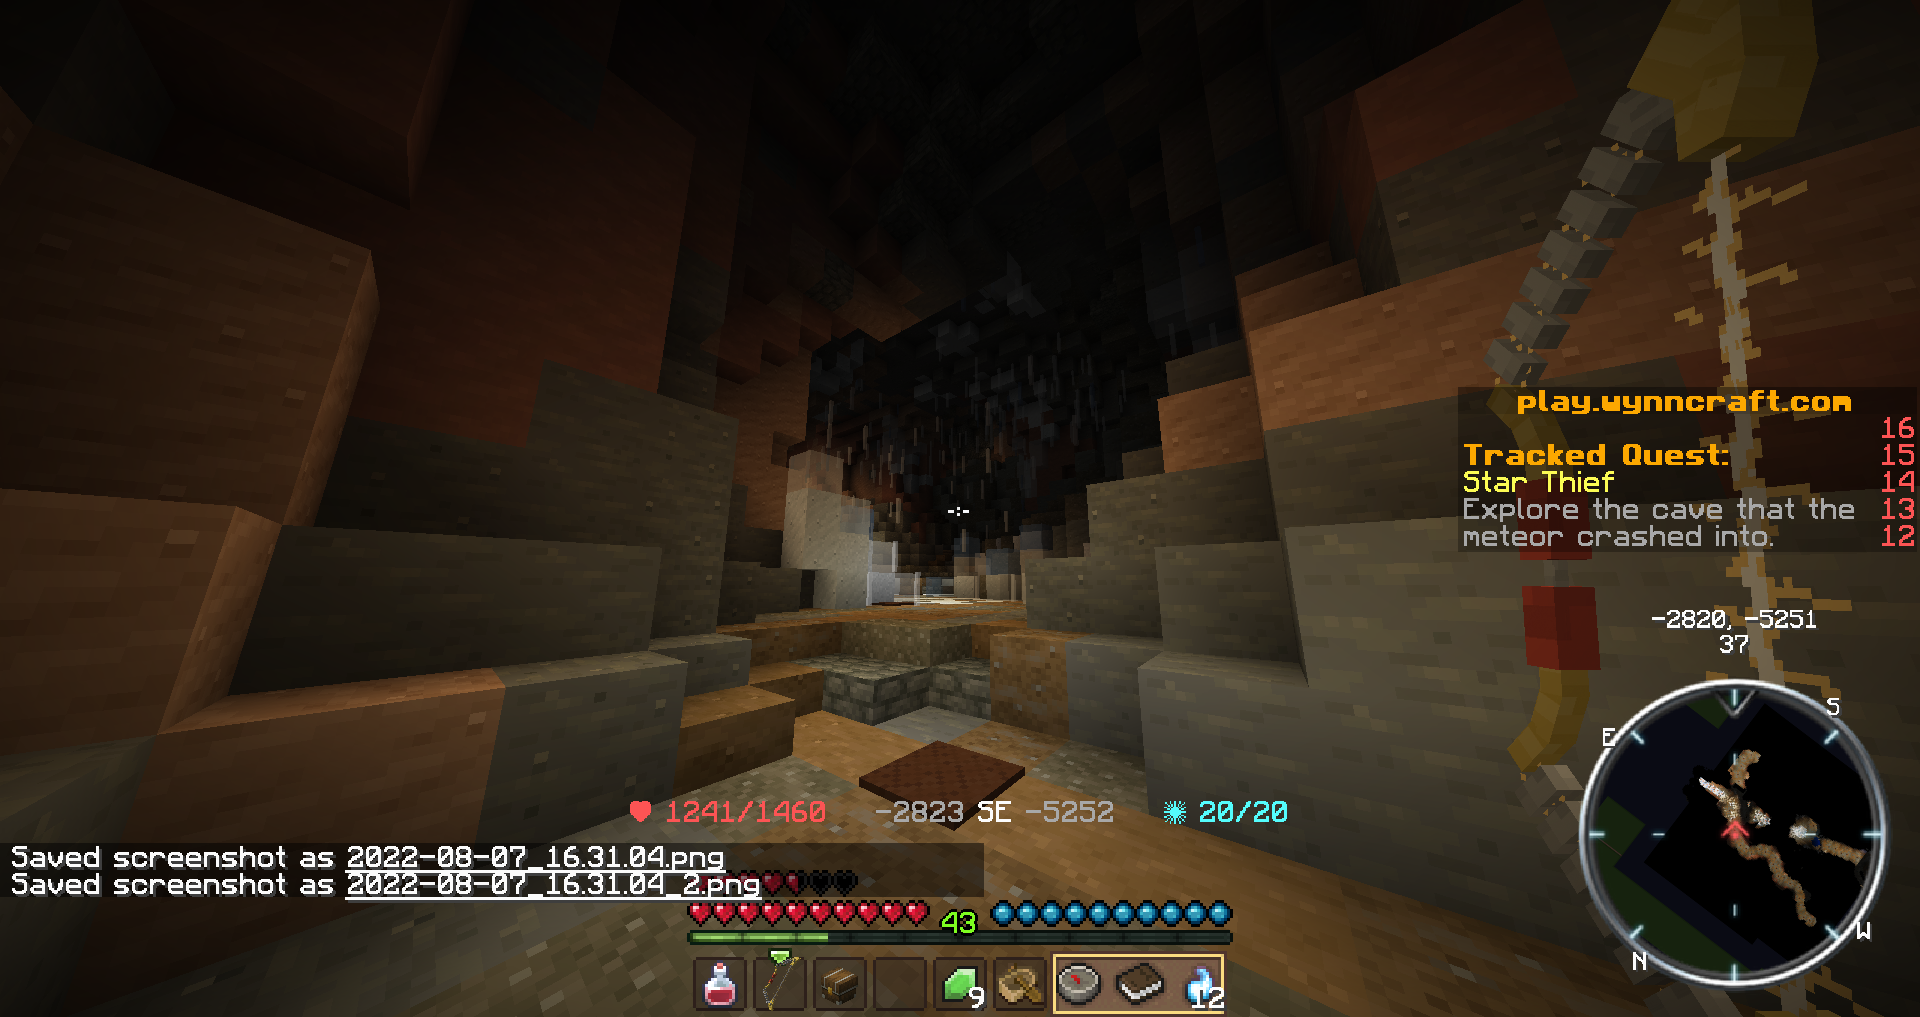 play.wynncraft.com
16
Tracked Quest: 15
Star Thief 14
Explore the cave that the 13
meteor crashed into. 12
-2820, -5251
37
S
E
W
N
1241/1460 -2823 SE -5252 20/20
Saved screenshot as 2022-08-07_16.31.04.png
Saved screenshot as 2022-08-07_16.31.04_2.png
43
9
12